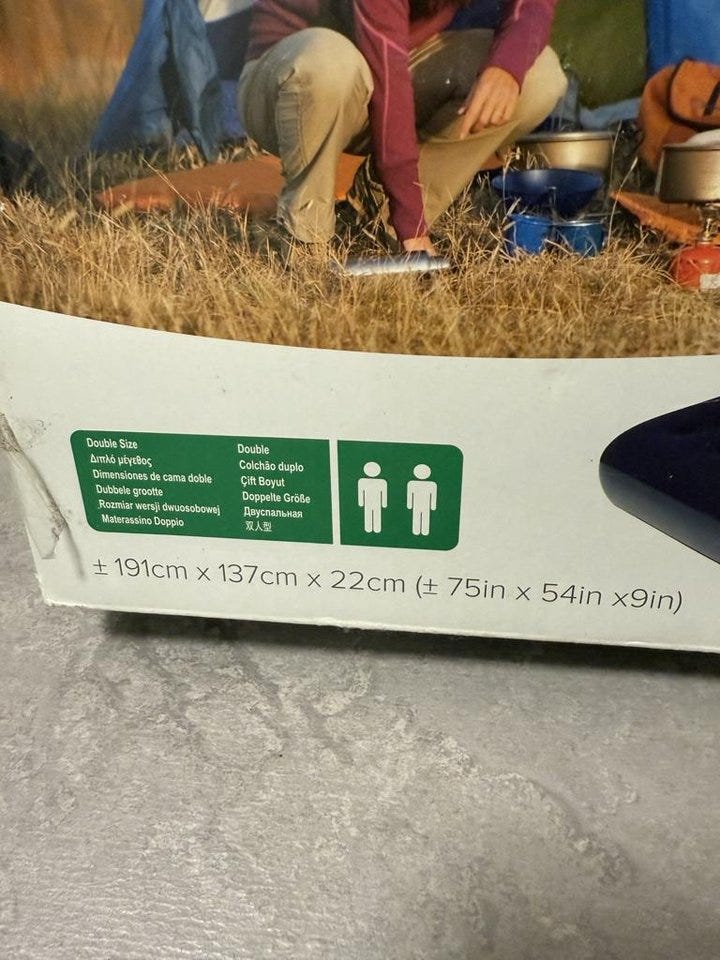 Double Size
Διπλό μέγεθος
Dimensiones de cama doble
Dubbele grootte
Rozmiar wersji dwuosobowej
Materassino Doppio
Double
Colchão duplo
Çift Boyut
Doppelte Größe
Двуспальная
双人型
± 191cm x 137cm x 22cm (± 75in x 54in x9in)